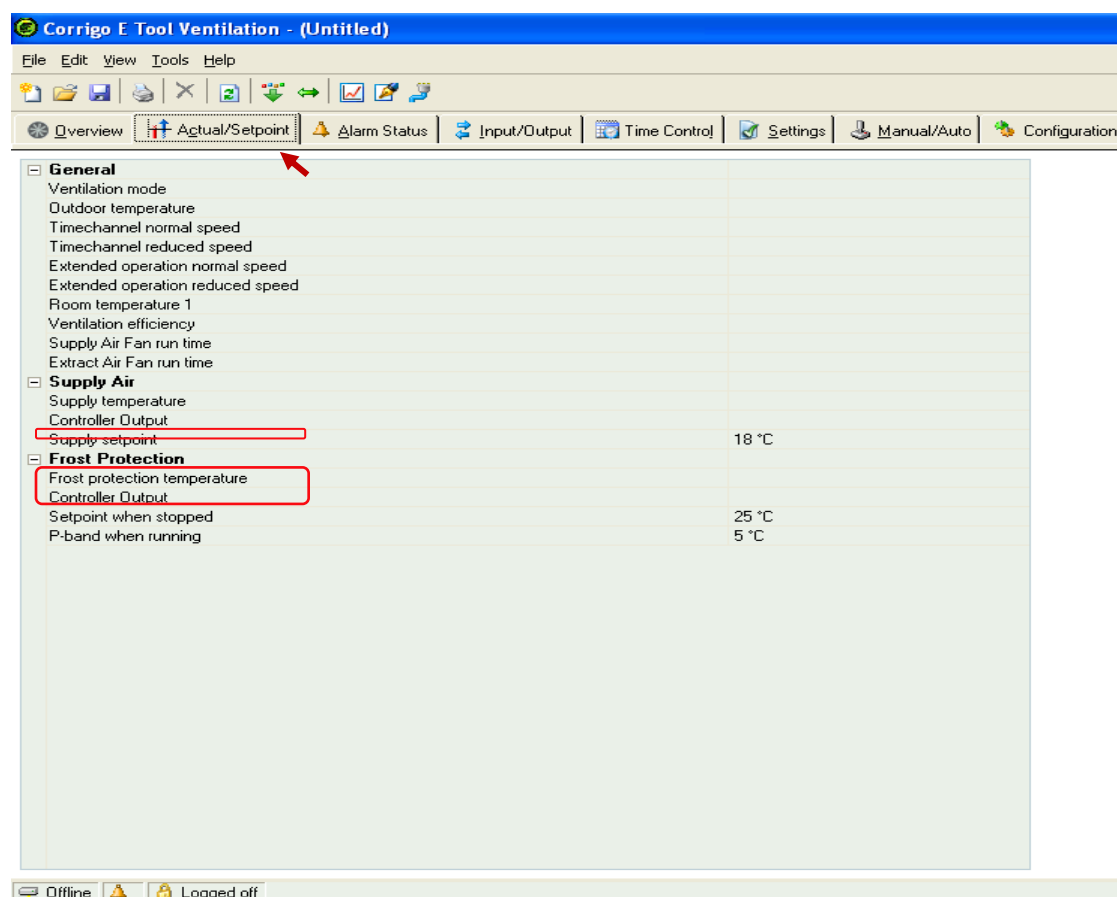 Corrigo E Tool Ventilation - (Untitled)
File Edit View Tools Help
Overview Actual/Setpoint Alarm Status Input/Output Time Control Settings Manual/Auto Configuration
General
Ventilation mode
Outdoor temperature
Timechannel normal speed
Timechannel reduced speed
Extended operation normal speed
Extended operation reduced speed
Room temperature 1
Ventilation efficiency
Supply Air Fan run time
Extract Air Fan run time
Supply Air
Supply temperature
Controller Output
Supply setpoint 18 °C
Frost Protection
Frost protection temperature
Controller Output
Setpoint when stopped 25 °C
P-band when running 5 °C
Offline Logged off